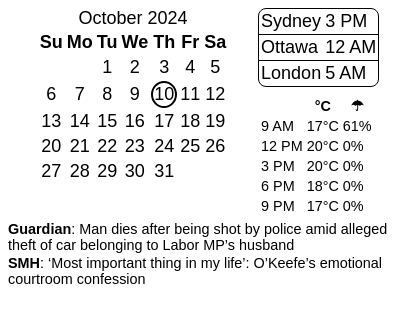 October 2024
Su Mo Tu We Th Fr Sa
1 2 3 4 5
6 7 8 9 10 11 12
13 14 15 16 17 18 19
20 21 22 23 24 25 26
27 28 29 30 31
Sydney 3 PM
Ottawa 12 AM
London 5 AM
°C ☂
9 AM 17°C 61%
12 PM 20°C 0%
3 PM 20°C 0%
6 PM 18°C 0%
9 PM 17°C 0%
Guardian: Man dies after being shot by police amid alleged
theft of car belonging to Labor MP’s husband
SMH: ‘Most important thing in my life’: O’Keefe’s emotional
courtroom confession